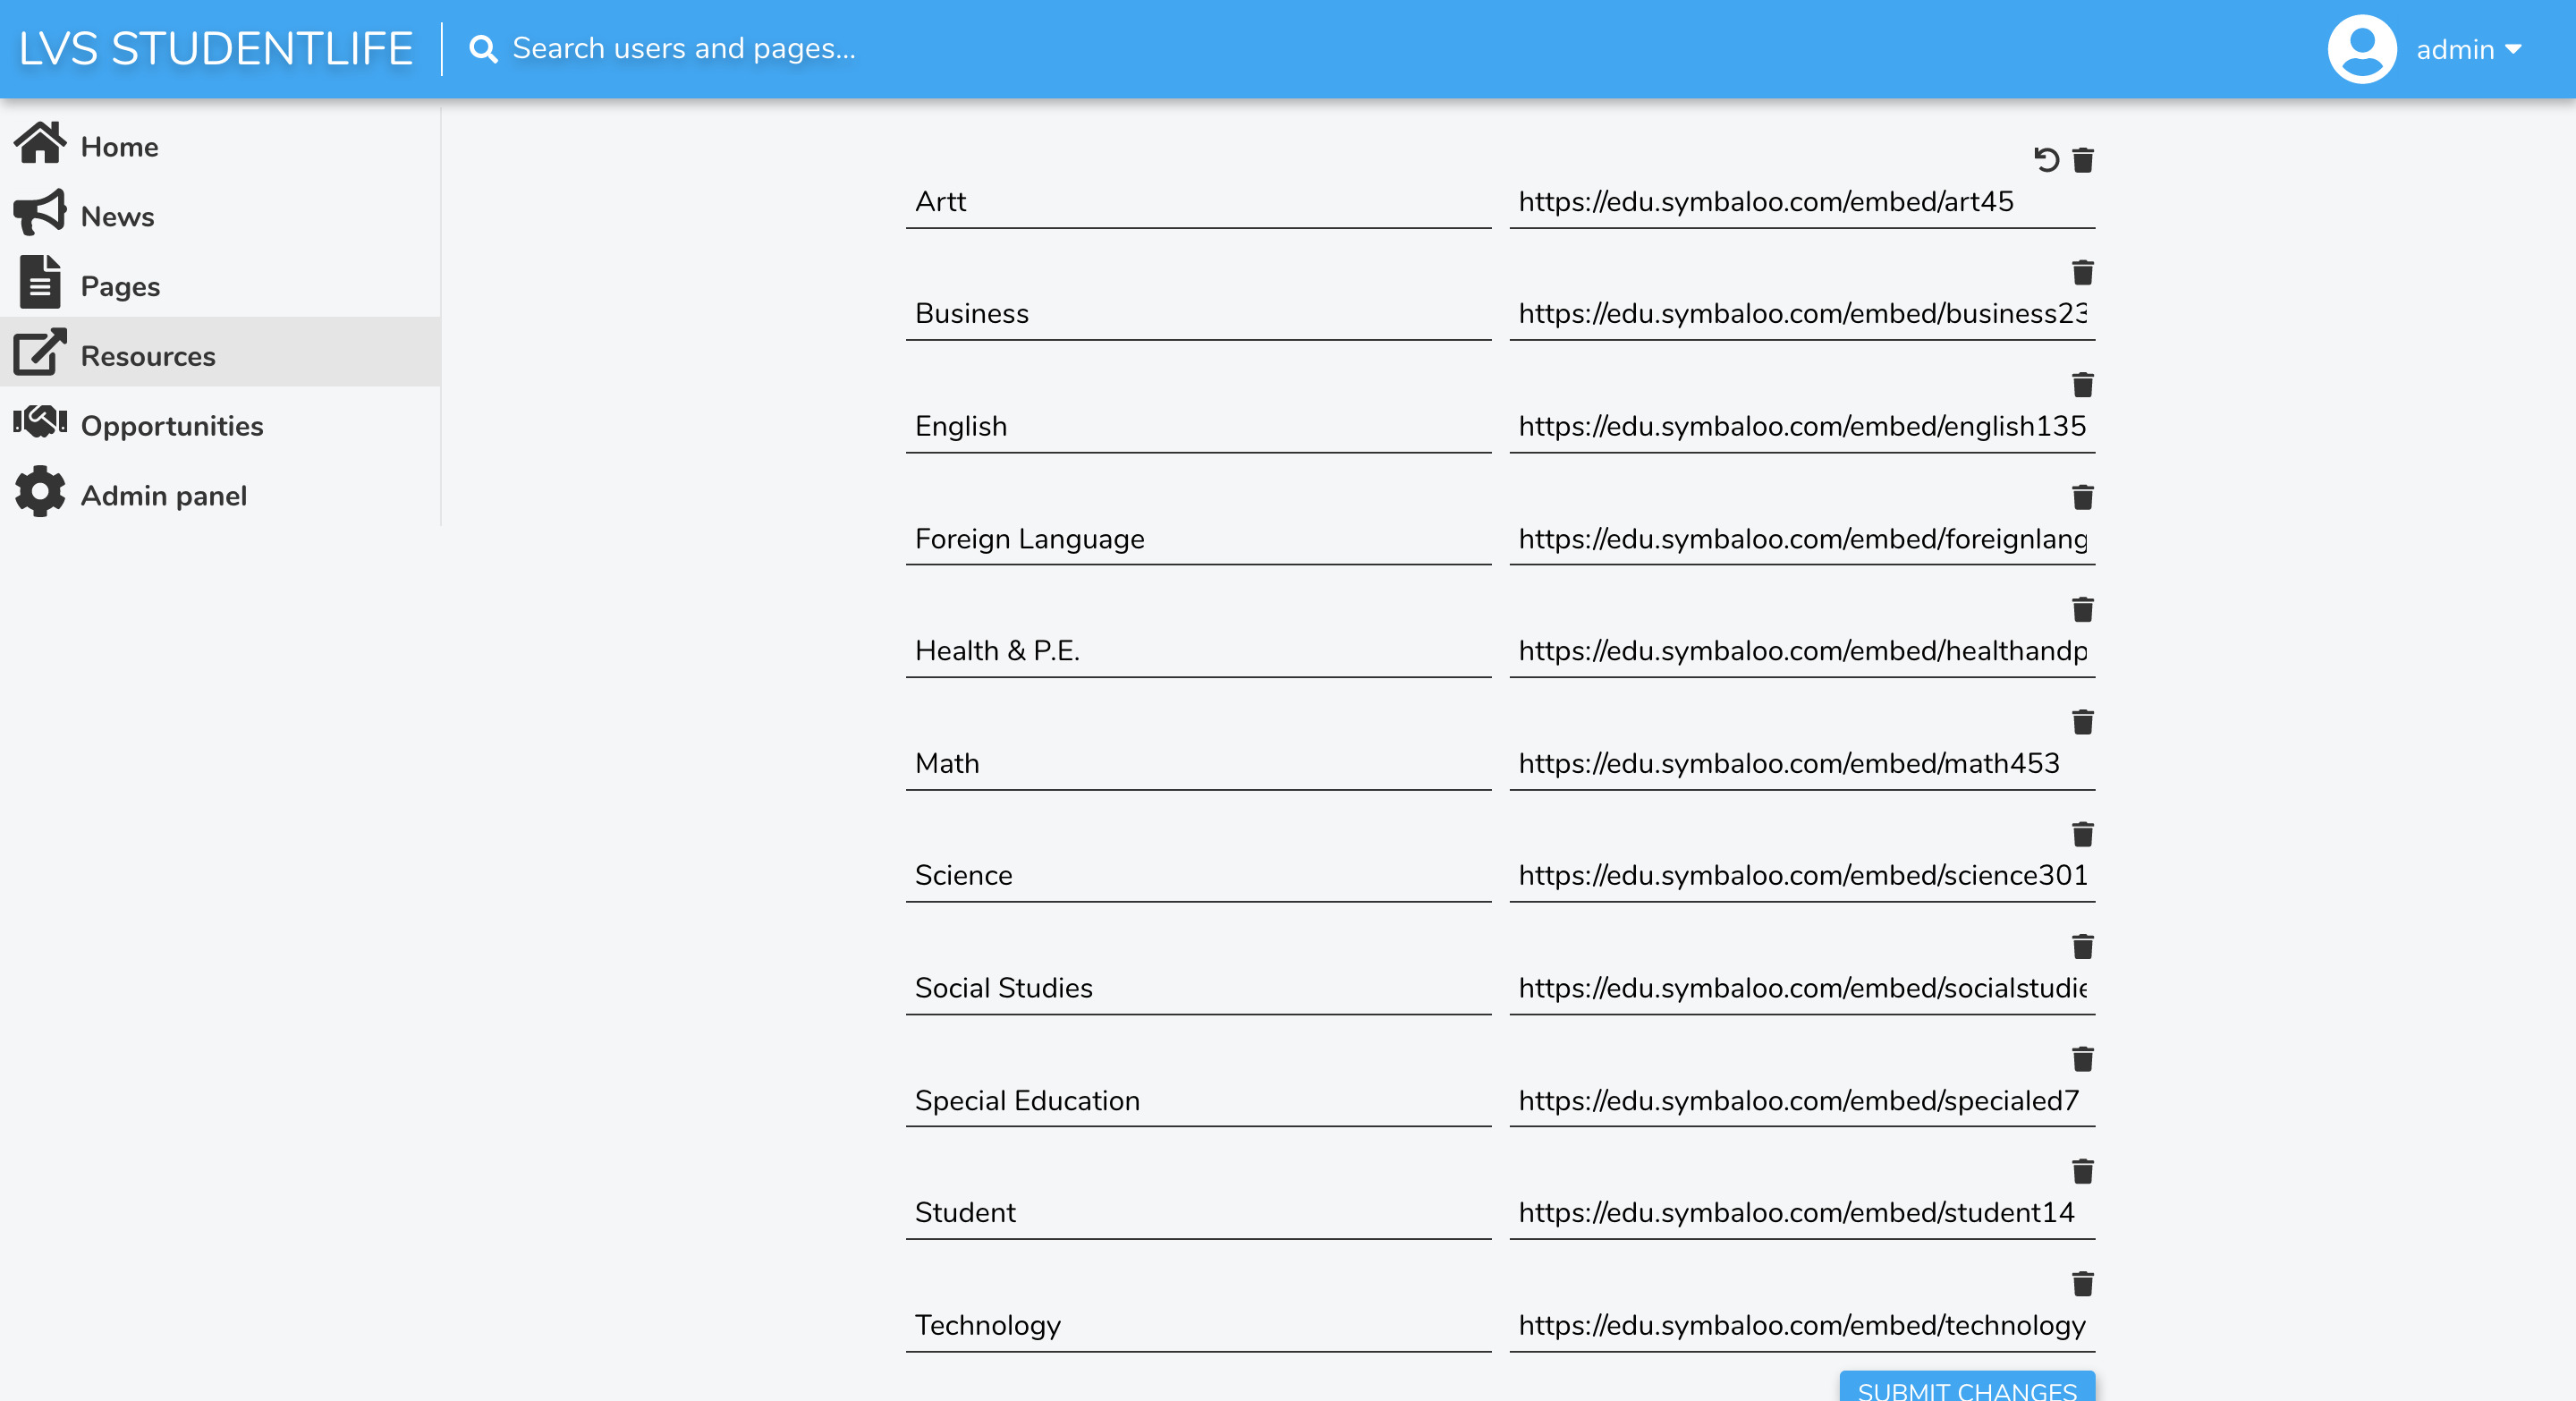 LVS STUDENTLIFE
Search users and pages...
admin
Home
News
Pages
Resources
Opportunities
Admin panel
Artt https://edu.symbaloo.com/embed/art45
Business https://edu.symbaloo.com/embed/business23
English https://edu.symbaloo.com/embed/english135
Foreign Language https://edu.symbaloo.com/embed/foreignlang
Health & P.E. https://edu.symbaloo.com/embed/healthandp
Math https://edu.symbaloo.com/embed/math453
Science https://edu.symbaloo.com/embed/science301
Social Studies https://edu.symbaloo.com/embed/socialstudie
Special Education https://edu.symbaloo.com/embed/specialed7
Student https://edu.symbaloo.com/embed/student14
Technology https://edu.symbaloo.com/embed/technology
SUBMIT CHANGES